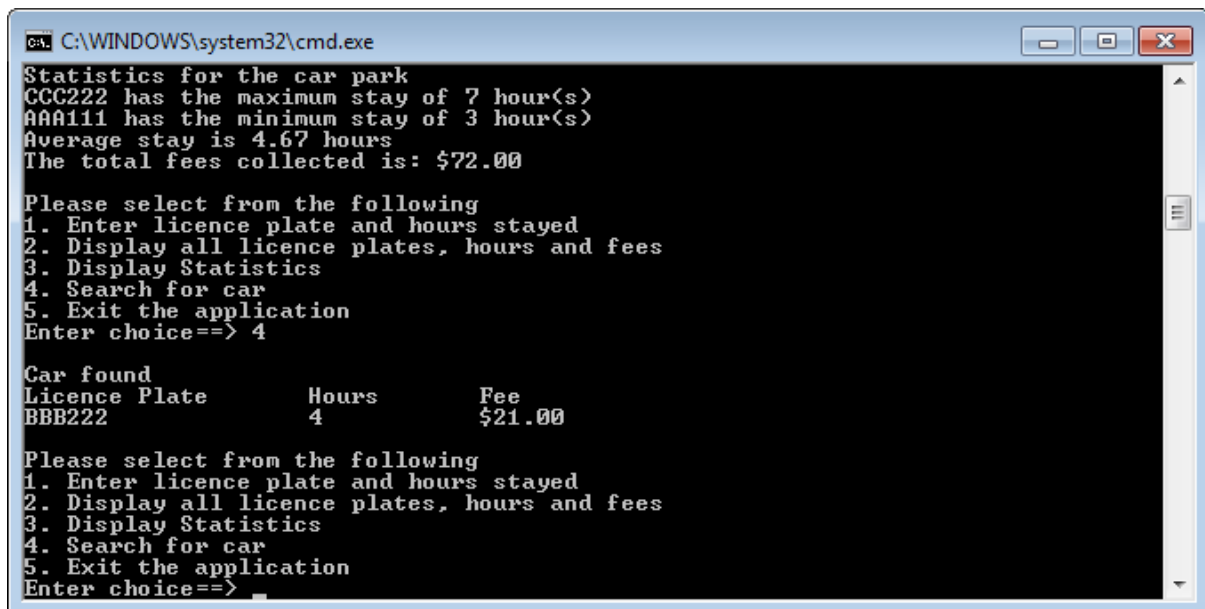 C:\WINDOWS\system32\cmd.exe
Statistics for the car park
CCC222 has the maximum stay of 7 hour(s)
AAA111 has the minimum stay of 3 hour(s)
Average stay is 4.67 hours
The total fees collected is: $72.00
Please select from the following
1. Enter licence plate and hours stayed
2. Display all licence plates, hours and fees
3. Display Statistics
4. Search for car
5. Exit the application
Enter choice==> 4
Car found
Licence Plate Hours Fee
BBB222 4 $21.00
Please select from the following
1. Enter licence plate and hours stayed
2. Display all licence plates, hours and fees
3. Display Statistics
4. Search for car
5. Exit the application
Enter choice==> _